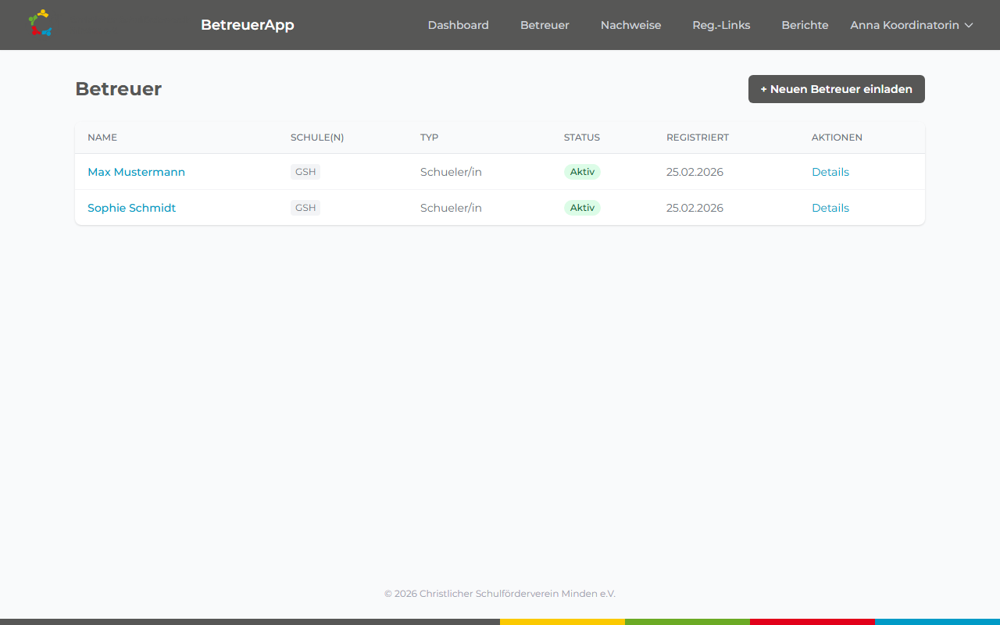 BetreuerApp Dashboard Betreuer Nachweise Reg.-Links Berichte Anna Koordinatorin
Betreuer + Neuen Betreuer einladen
NAME SCHULE(N) TYP STATUS REGISTRIERT AKTIONEN
Max Mustermann GSH Schueler/in Aktiv 25.02.2026 Details
Sophie Schmidt GSH Schueler/in Aktiv 25.02.2026 Details
© 2026 Christlicher Schulförderverein Minden e.V.